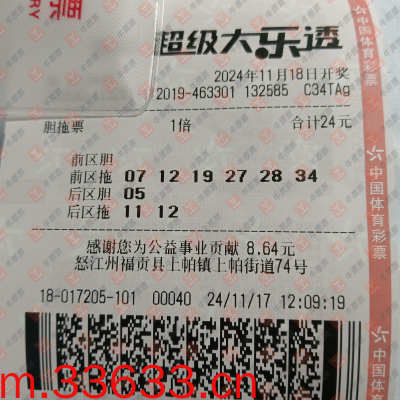 票
RY
超级大乐透
2024年11月18日开奖
2019-463301 132585 C34TAg
胆拖票 1倍 合计24元
前区胆
前区拖 07 12 19 27 28 34
后区胆 05
后区拖 11 12
感谢您为公益事业贡献 8.64元
怒江州福贡县上帕镇上帕街道74号
18-017205-101 00040 24/11/17 12:09:19
中国体育彩票
中国体育彩票
m.33633.cn